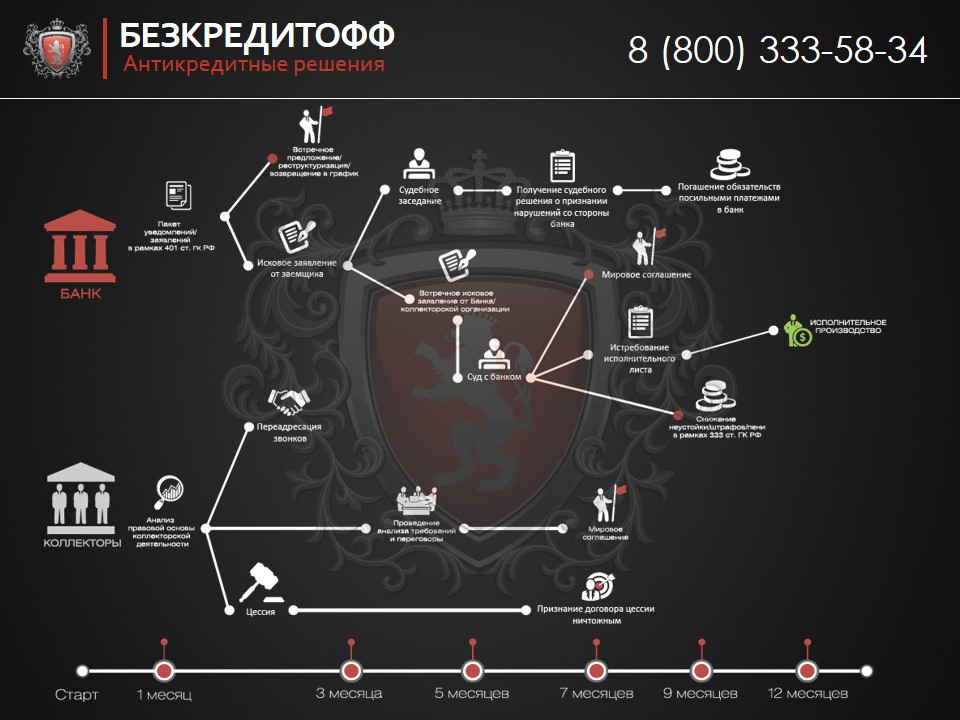 БЕЗКРЕДИТОФФ
Антикредитные решения
8 (800) 333-58-34
Встречное
предложение/
реструктуризация/
возвращение в график
Пакет
уведомлений/
заявлений
в рамках 401 ст. ГК РФ
БАНК
Исковое заявление
от заемщика
Судебное
заседание
Получение судебного
решения о признании
нарушений со стороны
банка
Погашение обязательств
посильными платежами
в банк
Встречное исковое
заявление от Банка/
коллекторской организации
Мировое соглашение
Суд с банком
Истребование
исполнительного
листа
ИСПОЛНИТЕЛЬНОЕ
ПРОИЗВОДСТВО
Снижание
неустойки/штрафов/пени
в рамках 333 ст. ГК РФ
Переадресация
звонков
КОЛЛЕКТОРЫ
Анализ
правовой основы
коллекторской
деятельности
Проведение
анализа требований
и переговоры
Мировое
соглашение
Цессия
Признание договора цессии
ничтожным
Старт
1 месяц
3 месяца
5 месяцев
7 месяцев
9 месяцев
12 месяцев